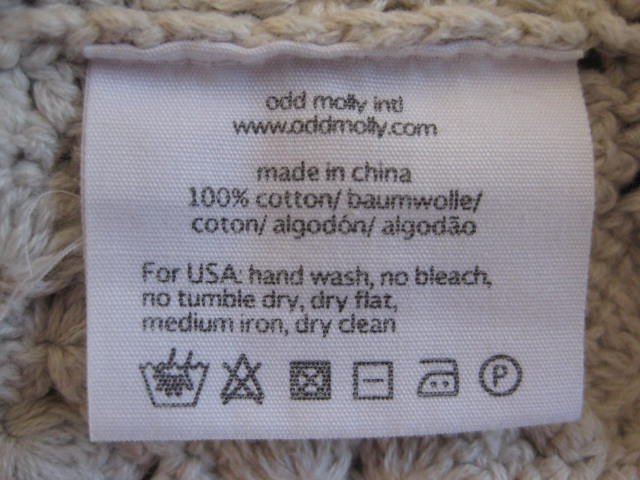 odd molly intl
www.oddmolly.com
made in china
100% cotton/ baumwolle/
coton/ algodón/ algodão
For USA: hand wash, no bleach,
no tumble dry, dry flat,
medium iron, dry clean
P